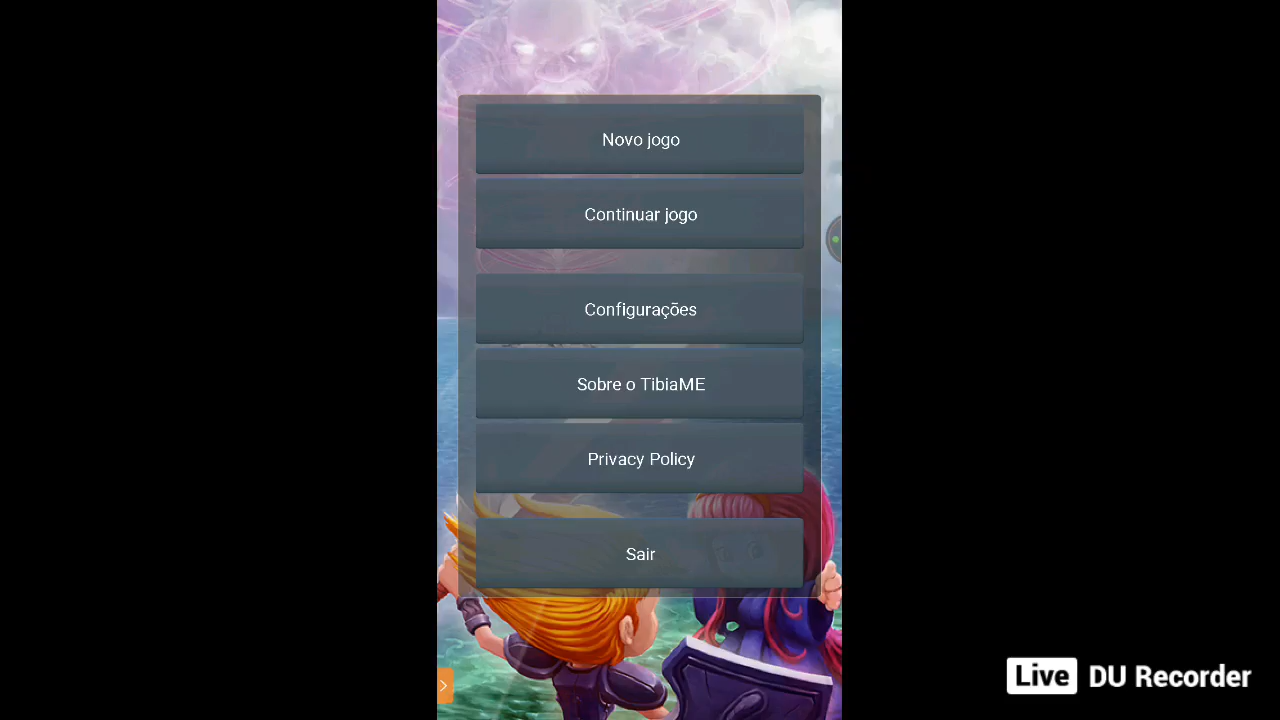 Novo jogo
Continuar jogo
Configurações
Sobre o TibiaME
Privacy Policy
Sair
Live DU Recorder